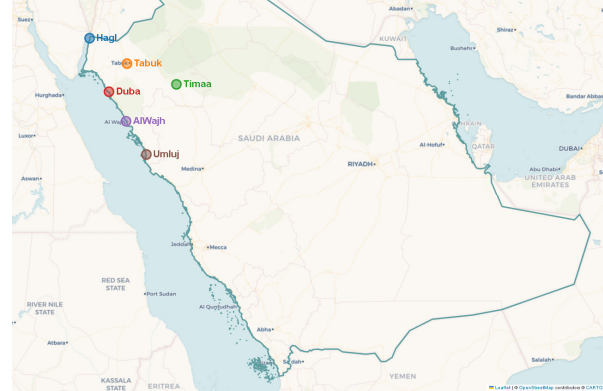 Suez
Abadan
Shiraz
KUWAIT
Haql
Bushehr
Tabuk
Timaa
Hurghada
Duba
Bandar Abbas
Al Wajh
AlWajh
Luxor
SAUDI ARABIA
Al-Hofuf
QATAR
DUBAI
Umluj
Medina
RIYADH
Abu Dhabi
Aswan
UNITED ARAB
EMIRATES
Jeddah
Mecca
RED SEA
STATE
Port Sudan
RIVER NILE
STATE
Al Qunfudhah
Abha
Atbara
Sa'dah
Salalah
KASSALA
STATE
ERITREA
YEMEN
Leaflet | © OpenStreetMap contributors © CARTO